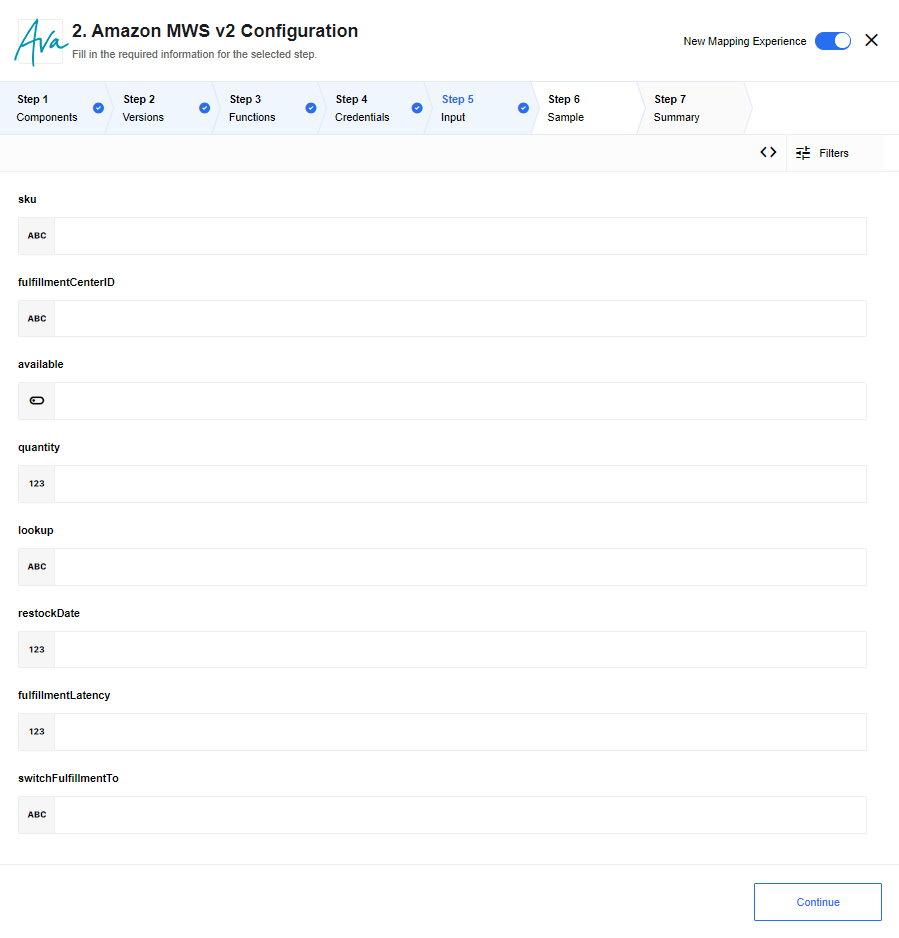 Ava
2. Amazon MWS v2 Configuration
Fill in the required information for the selected step.
New Mapping Experience
Step 1
Components
Step 2
Versions
Step 3
Functions
Step 4
Credentials
Step 5
Input
Step 6
Sample
Step 7
Summary
Filters
sku
ABC
fulfillmentCenterID
ABC
available
quantity
123
lookup
ABC
restockDate
123
fulfillmentLatency
123
switchFulfillmentTo
ABC
Continue